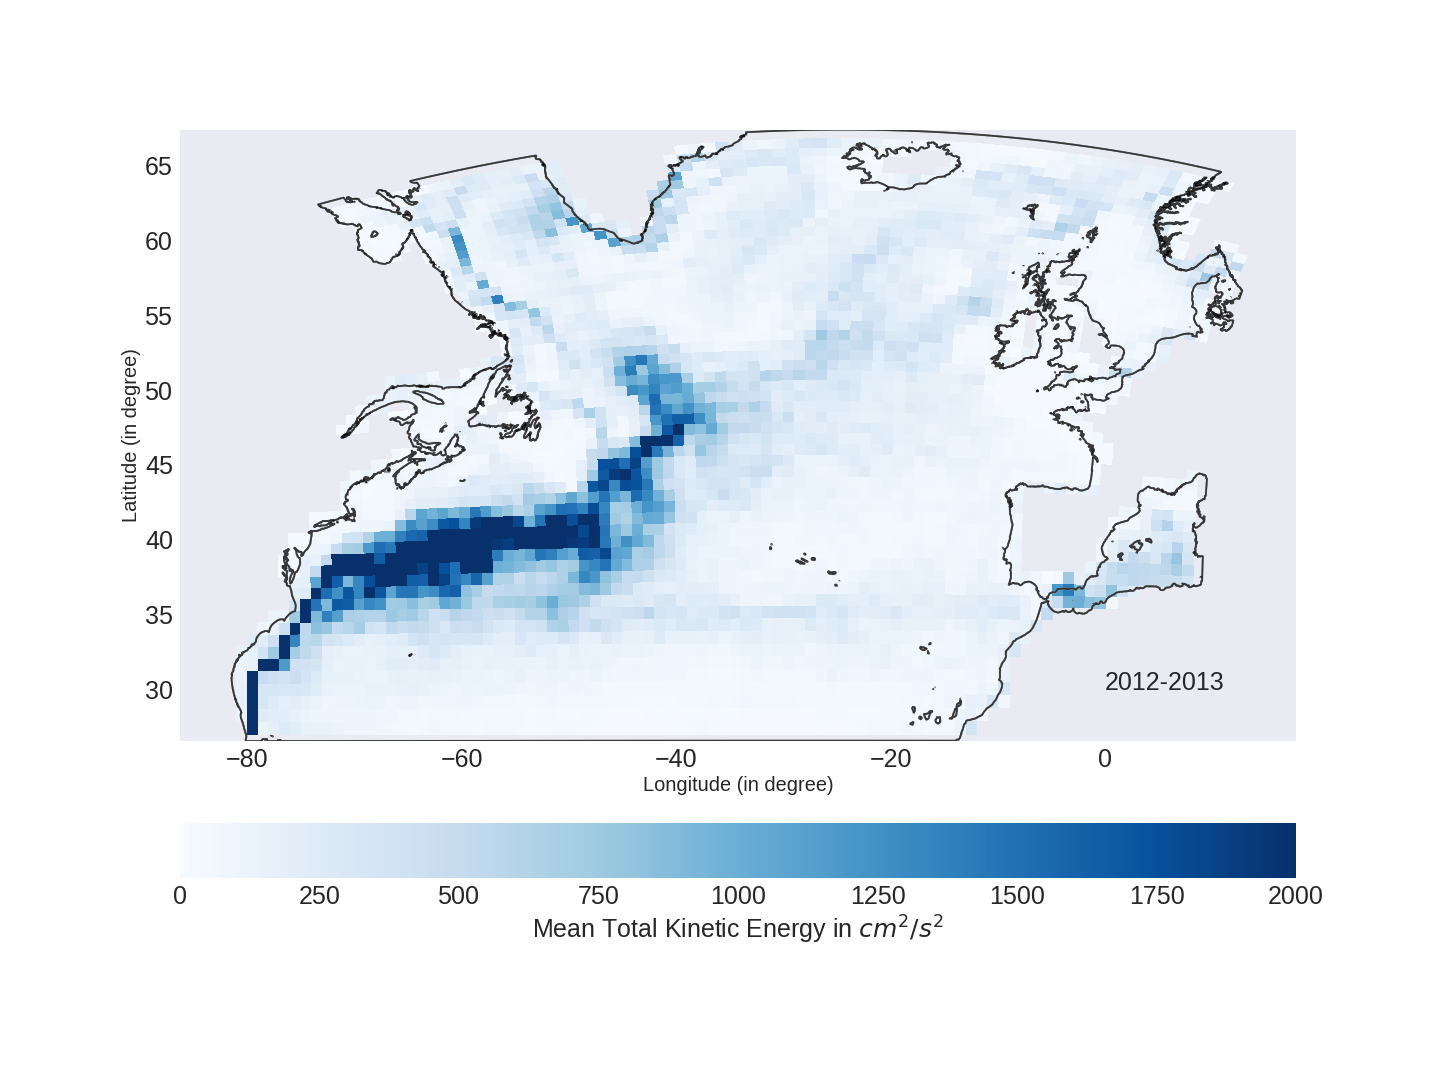 65
60
55
50
45
40
35
30
Latitude (in degree)
2012-2013
−80 −60 −40 −20 0
Longitude (in degree)
0 250 500 750 1000 1250 1500 1750 2000
Mean Total Kinetic Energy in cm²/s²